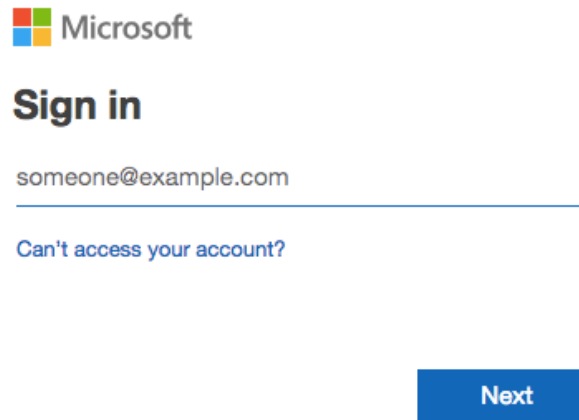 Microsoft
Sign in
someone@example.com
Can't access your account?
Next